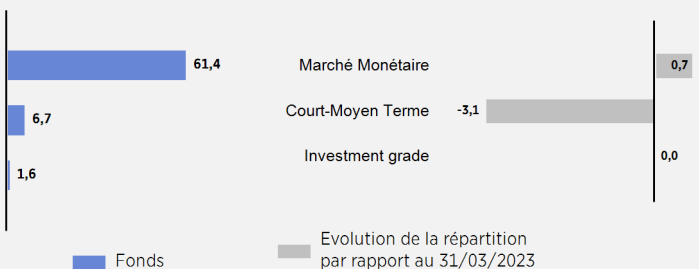 61,4 Marché Monétaire 0,7
6,7 Court-Moyen Terme -3,1
1,6 Investment grade 0,0
Fonds
Evolution de la répartition
par rapport au 31/03/2023